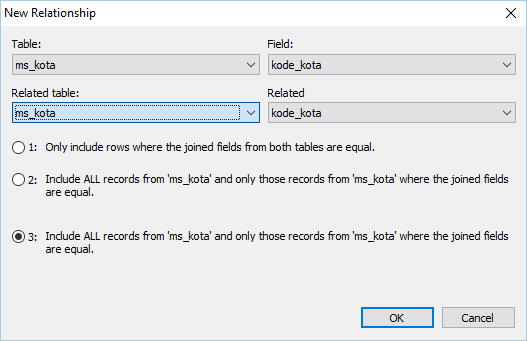 New Relationship
Table: Field:
ms_kota kode_kota
Related table: Related
ms_kota kode_kota
1: Only include rows where the joined fields from both tables are equal.
2: Include ALL records from 'ms_kota' and only those records from 'ms_kota' where the joined fields
are equal.
3: Include ALL records from 'ms_kota' and only those records from 'ms_kota' where the joined fields
are equal.
OK Cancel